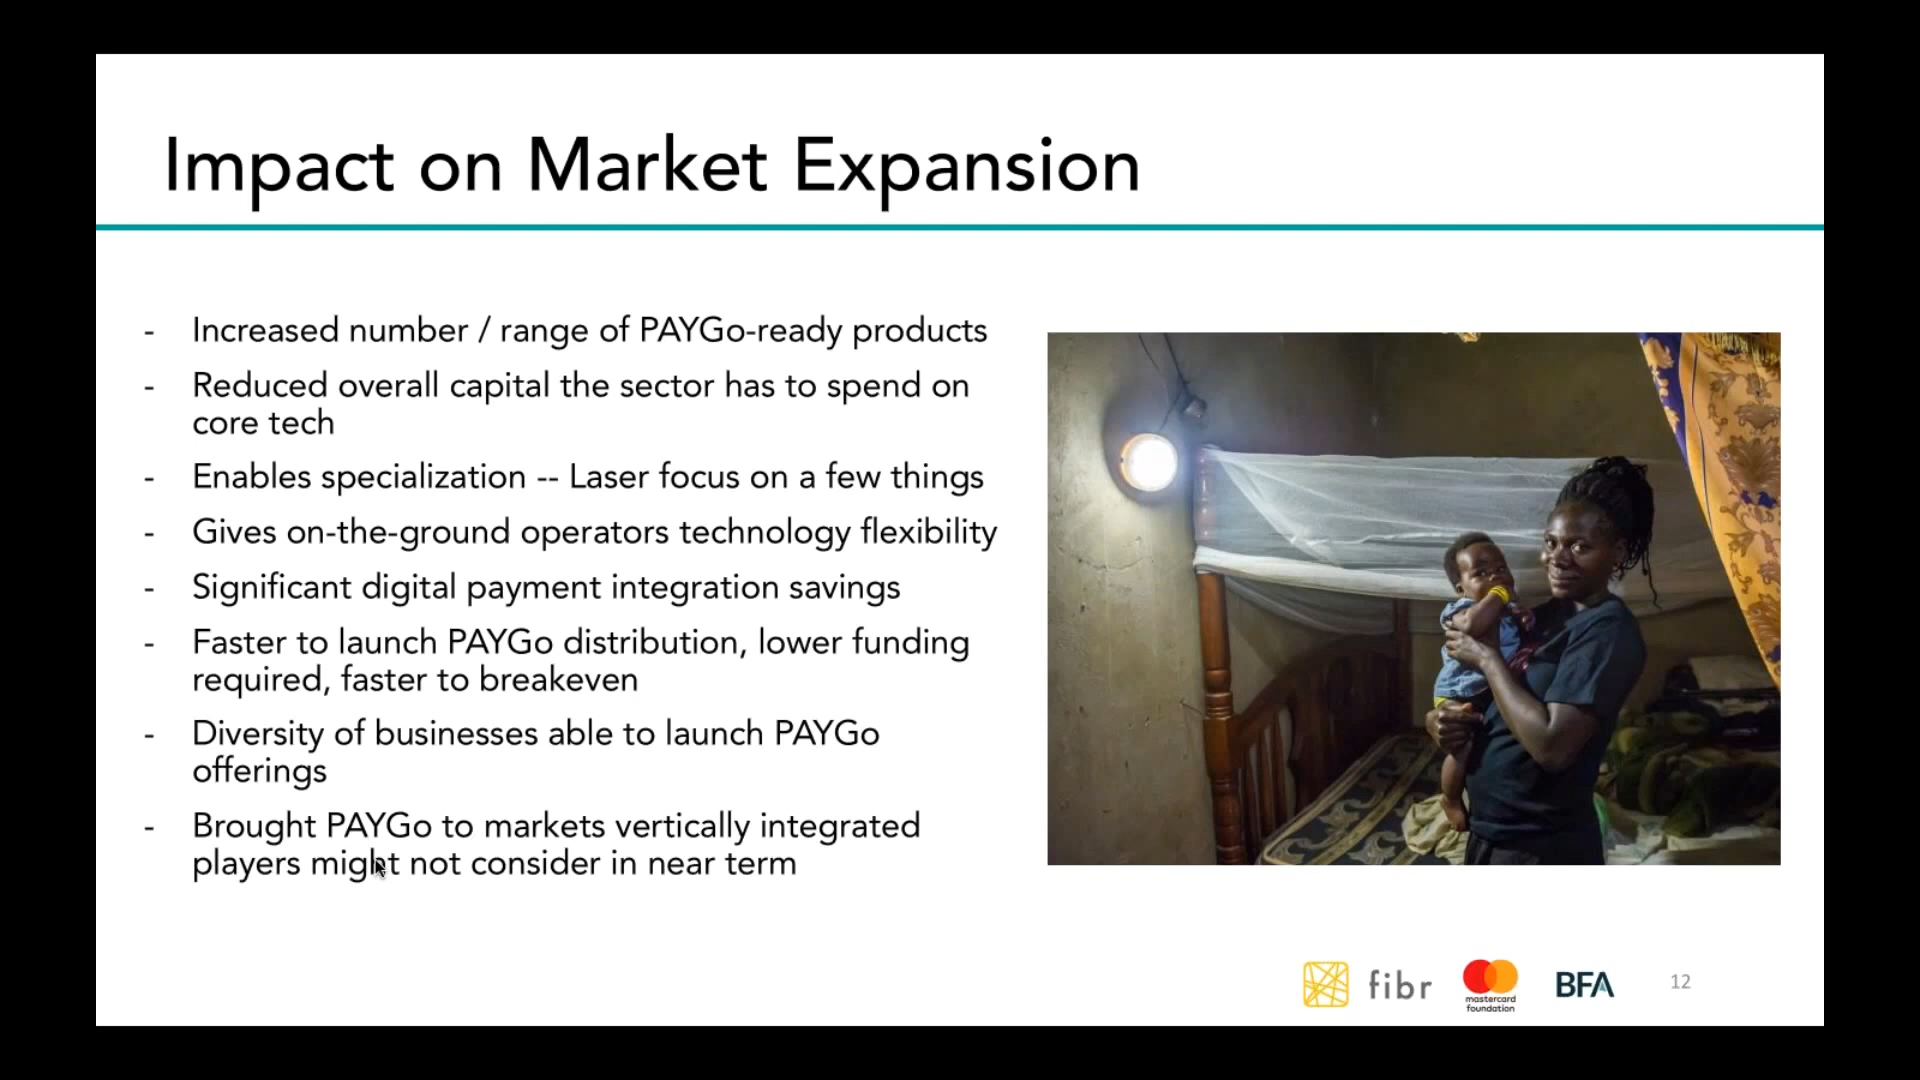 Impact on Market Expansion
- Increased number / range of PAYGo-ready products
- Reduced overall capital the sector has to spend on
core tech
- Enables specialization -- Laser focus on a few things
- Gives on-the-ground operators technology flexibility
- Significant digital payment integration savings
- Faster to launch PAYGo distribution, lower funding
required, faster to breakeven
- Diversity of businesses able to launch PAYGo
offerings
- Brought PAYGo to markets vertically integrated
players might not consider in near term
fibr
mastercard
foundation
BFA
12